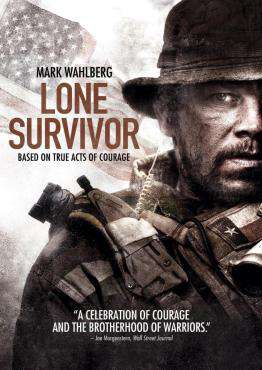 MARK WAHLBERG
LONE
SURVIVOR
BASED ON TRUE ACTS OF COURAGE
"A CELEBRATION OF COURAGE
AND THE BROTHERHOOD OF WARRIORS."
– Joe Morgenstern, Wall Street Journal